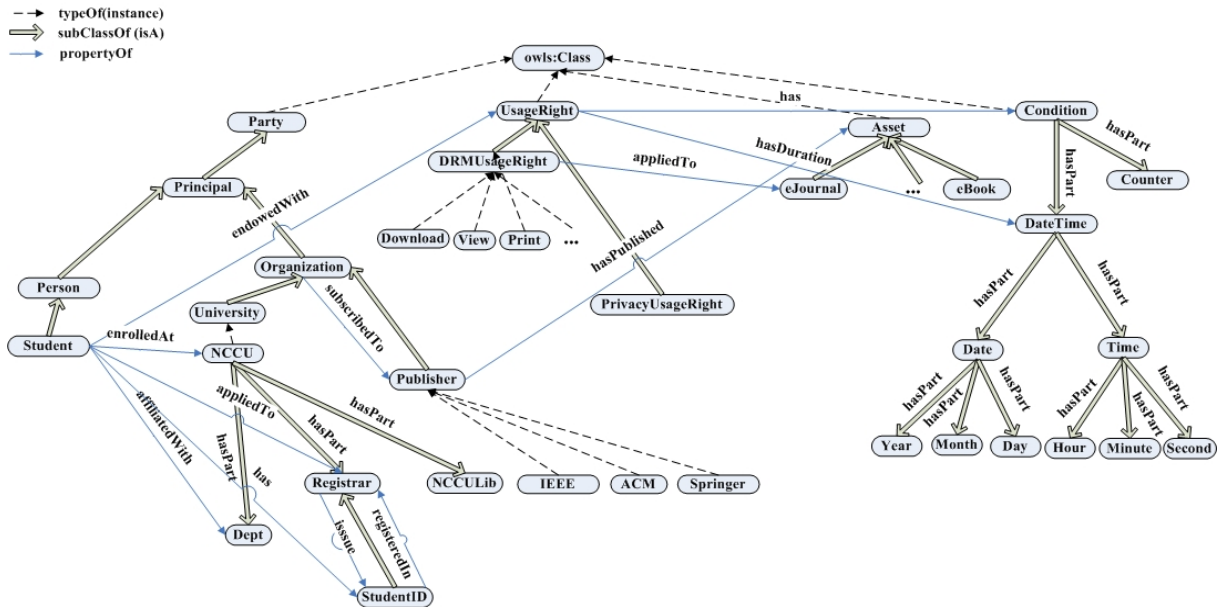 typeOf(instance)
subClassOf (isA)
propertyOf
owls:Class
has
UsageRight
Condition
Party
Asset
hasPart
DRMUsageRight
appliedTo
hasDuration
hasPart
Principal
eJournal
...
eBook
Counter
endowedWith
DateTime
Download
View
Print
...
hasPublished
Organization
Person
PrivacyUsageRight
hasPart
hasPart
University
subscribedTo
Student
enrolledAt
NCCU
Date
Time
Publisher
appliedTo
hasPart
hasPart
hasPart
hasPart
hasPart
hasPart
hasPart
affiliatedWith
hasPart
hasPart
Year
Month
Day
Hour
Minute
Second
has
Registrar
NCCULib
IEEE
ACM
Springer
Dept
isssue
registeredIn
StudentID